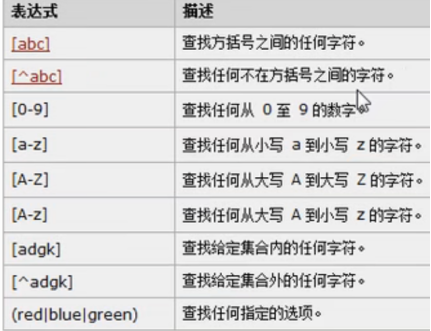 表达式 描述
[abc] 查找方括号之间的任何字符。
[^abc] 查找任何不在方括号之间的字符。
[0-9] 查找任何从 0 至 9 的数字。
[a-z] 查找任何从小写 a 到小写 z 的字符。
[A-Z] 查找任何从大写 A 到大写 Z 的字符。
[A-z] 查找任何从大写 A 到小写 z 的字符。
[adgk] 查找给定集合内的任何字符。
[^adgk] 查找给定集合外的任何字符。
(red|blue|green) 查找任何指定的选项。